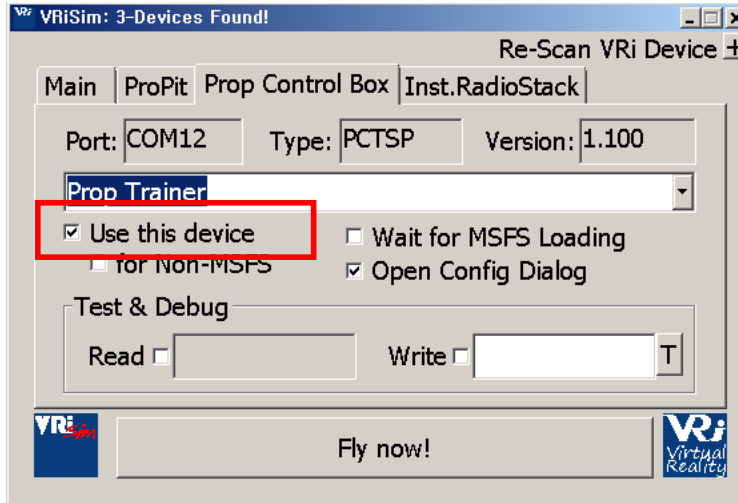 VRiSim: 3-Devices Found!
Re-Scan VRi Device +
Main ProPit Prop Control Box Inst.RadioStack
Port: COM12 Type: PCTSP Version: 1.100
Prop Trainer
Use this device Wait for MSFS Loading
for Non-MSFS Open Config Dialog
Test & Debug
Read Write T
VRiSim Fly now! VRi
Virtual
Reality